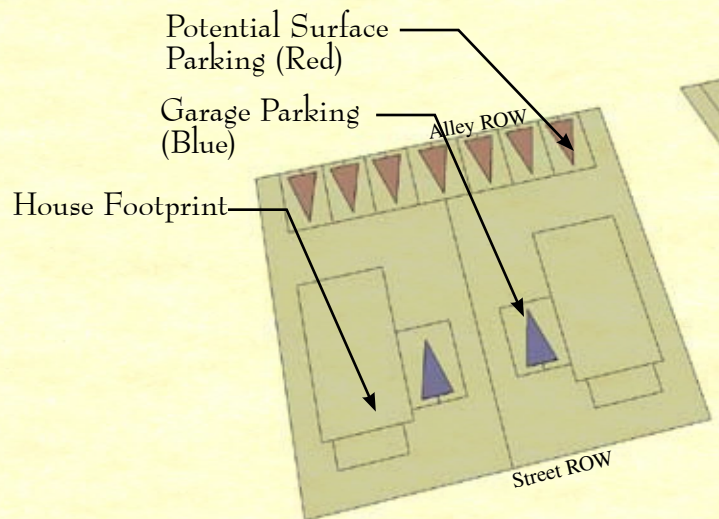 Potential Surface
Parking (Red)
Garage Parking
(Blue)
Alley ROW
House Footprint
Street ROW